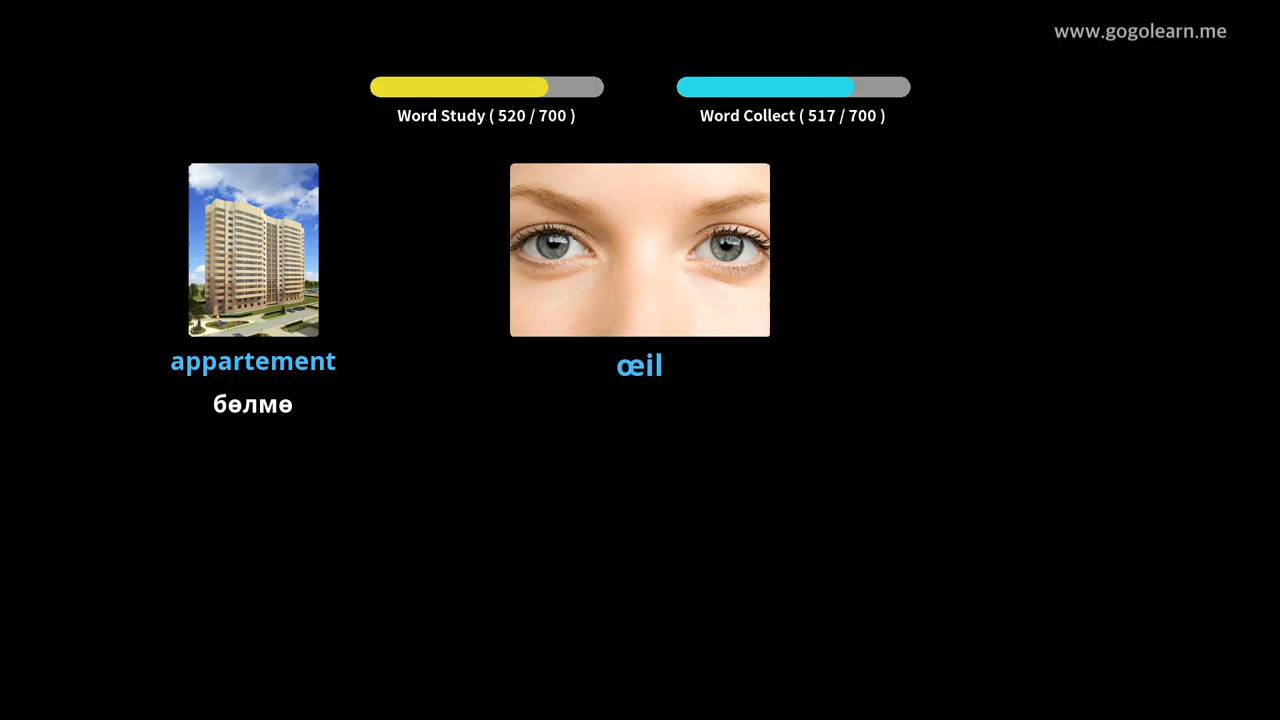 www.gogolearn.me
Word Study ( 520 / 700 )
Word Collect ( 517 / 700 )
appartement
бөлмө
œil